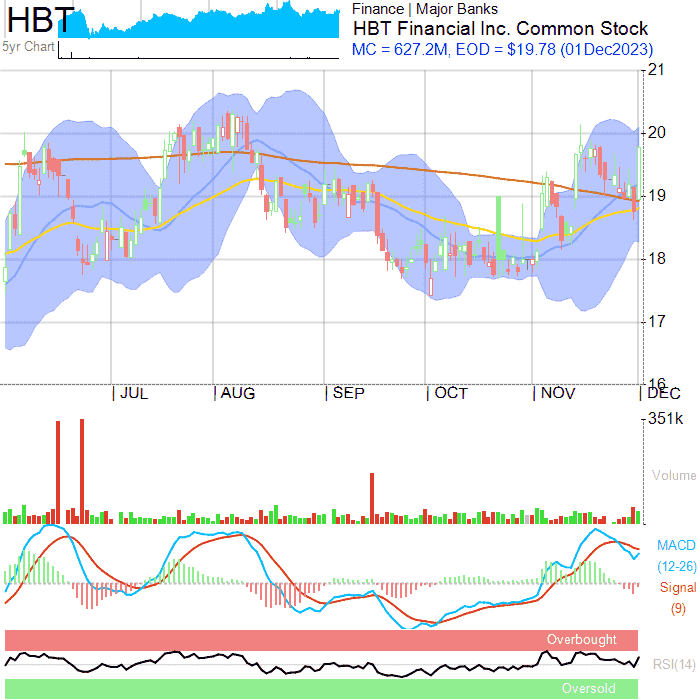 HBT
5yr Chart
Finance | Major Banks
HBT Financial Inc. Common Stock
MC = 627.2M, EOD = $19.78 (01Dec2023)
21
20
19
18
17
16
| JUL
| AUG
| SEP
| OCT
| NOV
| DEC
351k
Volume
MACD
(12-26)
Signal
(9)
Overbought
RSI(14)
Oversold